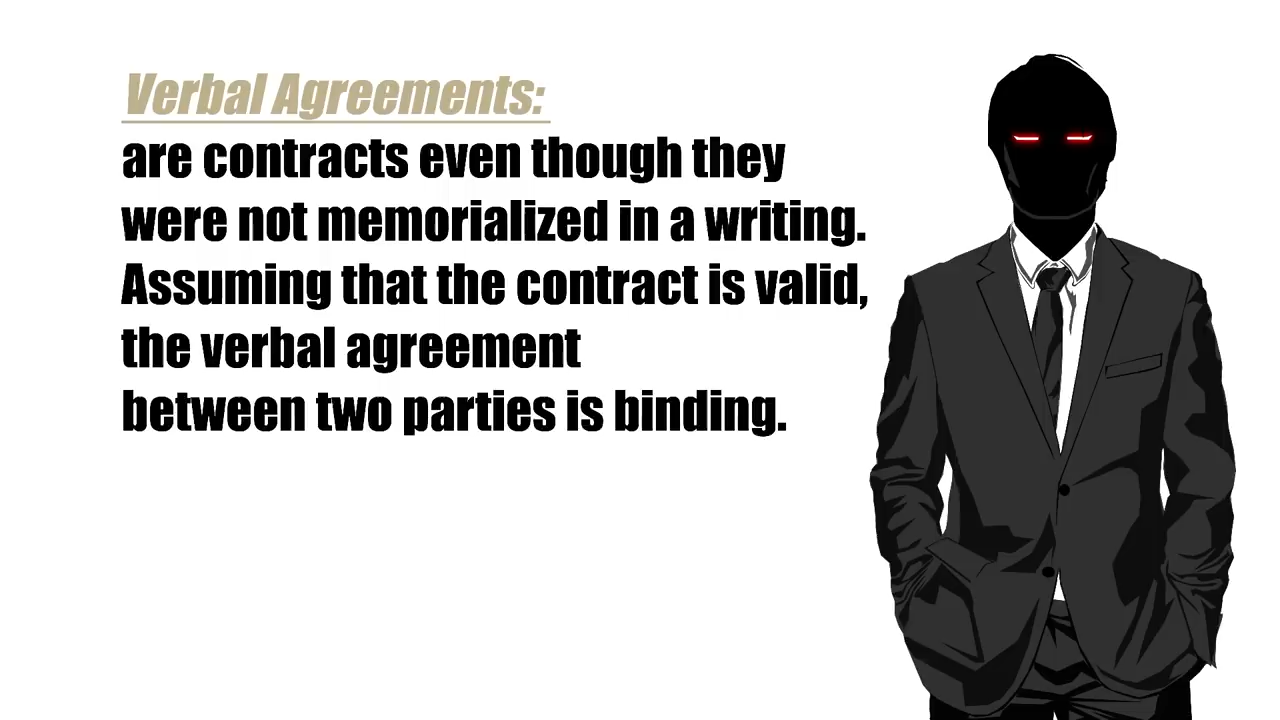 Verbal Agreements:
are contracts even though they
were not memorialized in a writing.
Assuming that the contract is valid,
the verbal agreement
between two parties is binding.